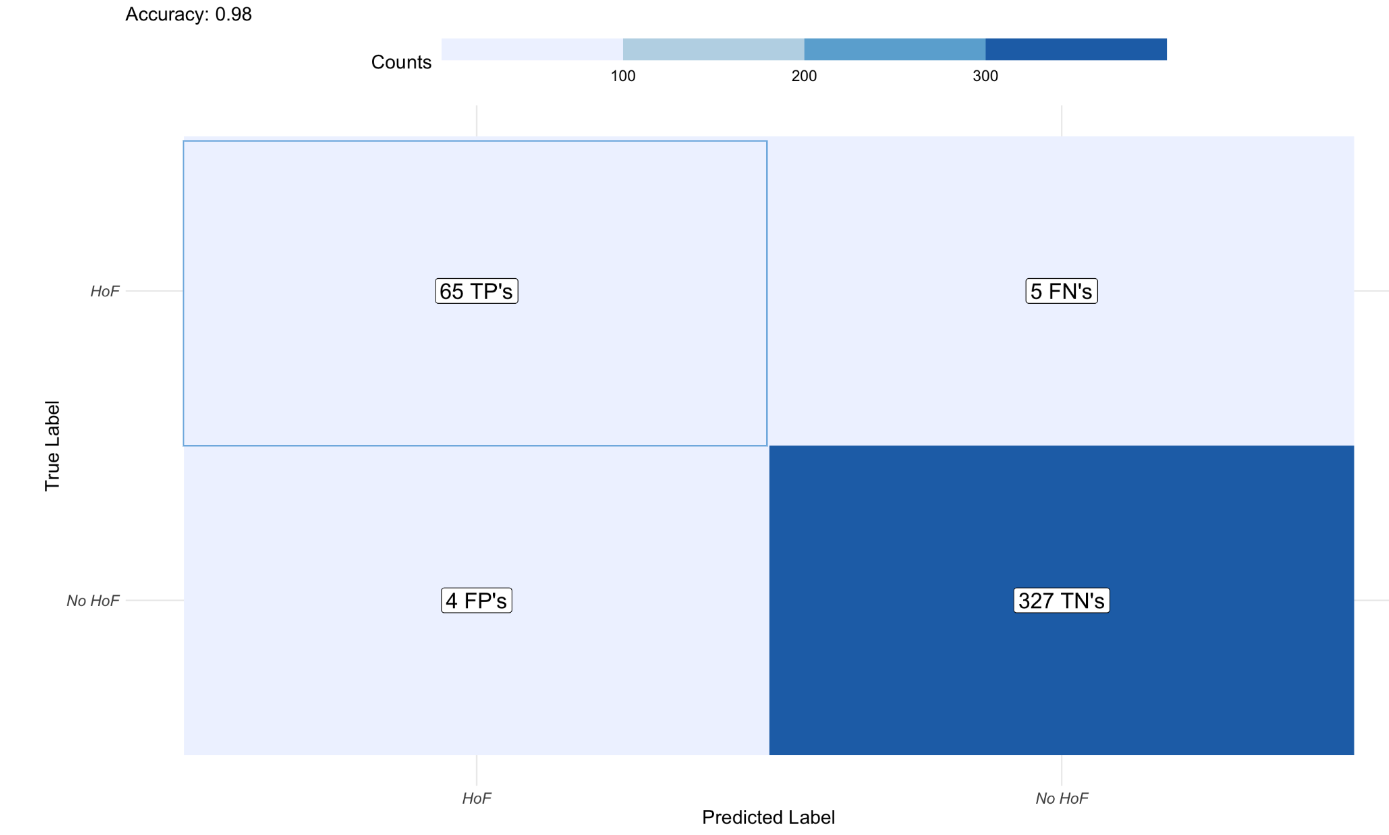 Accuracy: 0.98
Counts
100 200 300
HoF
65 TP's
5 FN's
True Label
No HoF
4 FP's
327 TN's
HoF
No HoF
Predicted Label